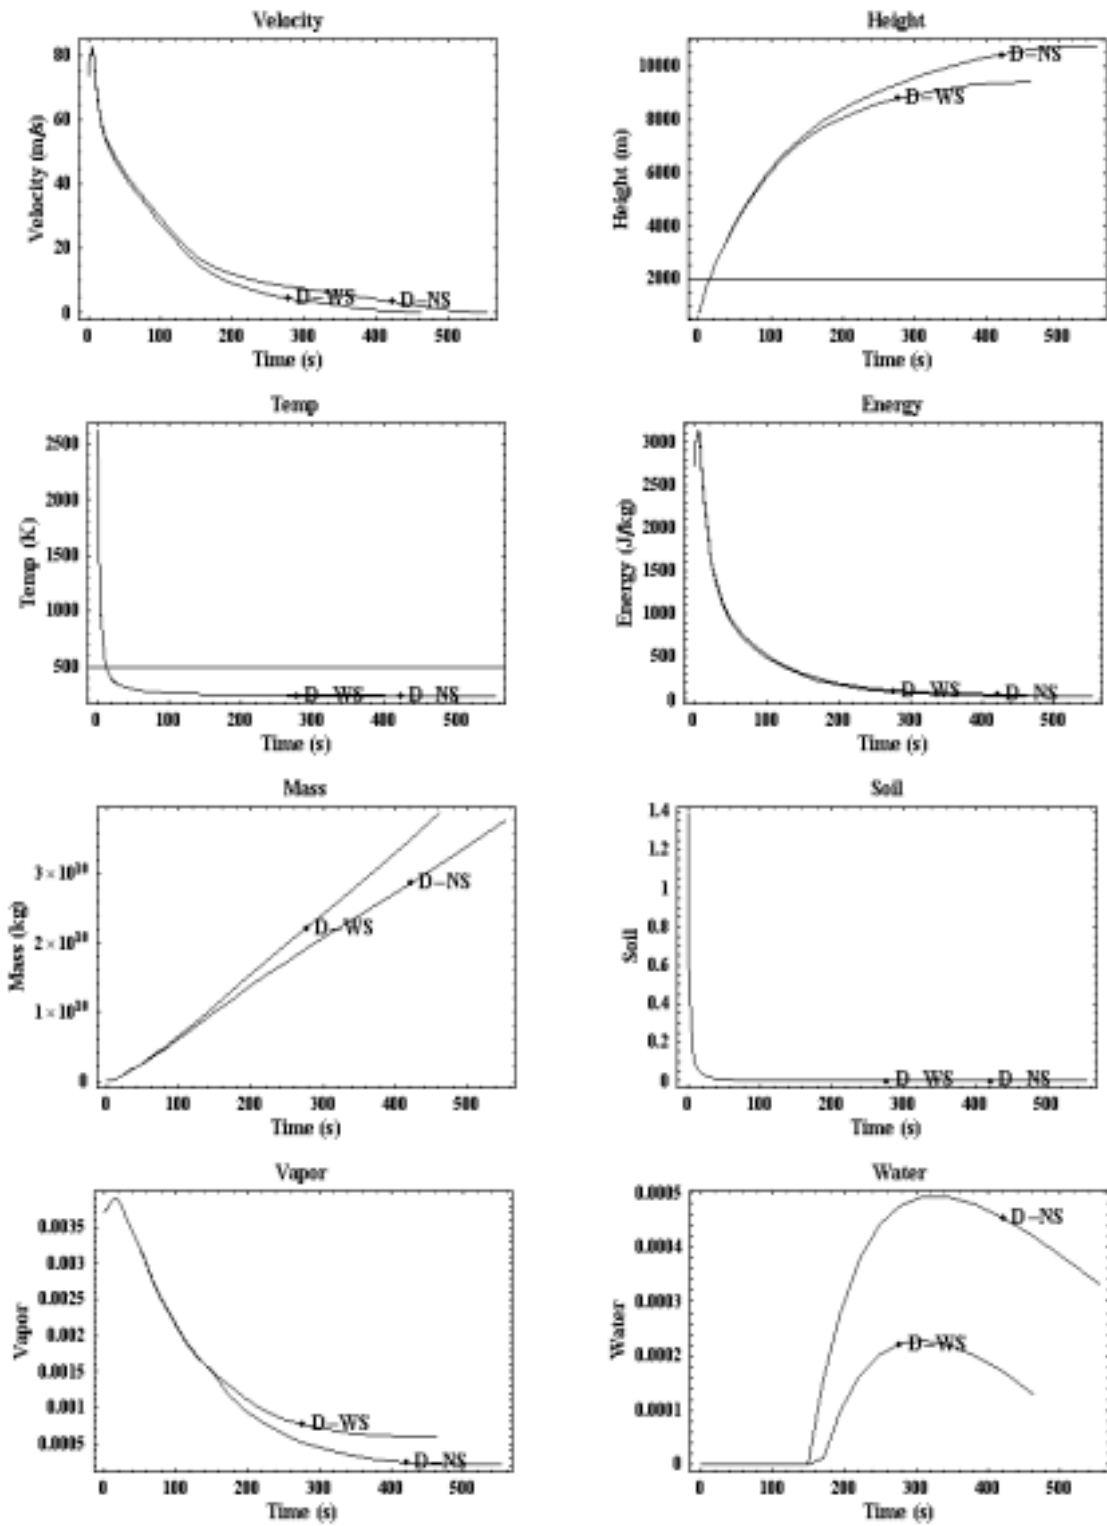 Velocity
80
60
40
20
0
Velocity (m/s)
D-WS
D-NS
0 100 200 300 400 500
Time (s)
Height
10000
8000
6000
4000
2000
Height (m)
D-NS
D-WS
0 100 200 300 400 500
Time (s)
Temp
2500
2000
1500
1000
500
Temp (K)
D-WS
D-NS
0 100 200 300 400 500
Time (s)
Energy
3000
2500
2000
1500
1000
500
0
Energy (J/kg)
D-WS
D-NS
0 100 200 300 400 500
Time (s)
Mass
Mass (kg)
0
D-NS
D-WS
0 100 200 300 400 500
Time (s)
Soil
1.4
1.2
1
0.8
0.6
0.4
0.2
0
Soil
D-WS
D-NS
0 100 200 300 400 500
Time (s)
Vapor
0.0035
0.003
0.0025
0.002
0.0015
0.001
0.0005
Vapor
D-WS
D-NS
0 100 200 300 400 500
Time (s)
Water
0.0005
0.0004
0.0003
0.0002
0.0001
0
Water
D-NS
D-WS
0 100 200 300 400 500
Time (s)